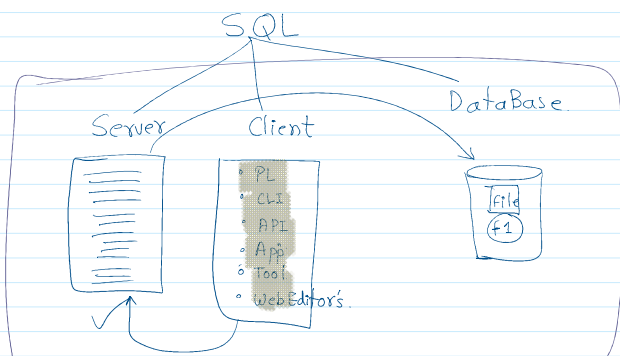 SQL
Server
Client
DataBase.
PL
CLI
API
App
Tool
WebEditor's.
file
f1